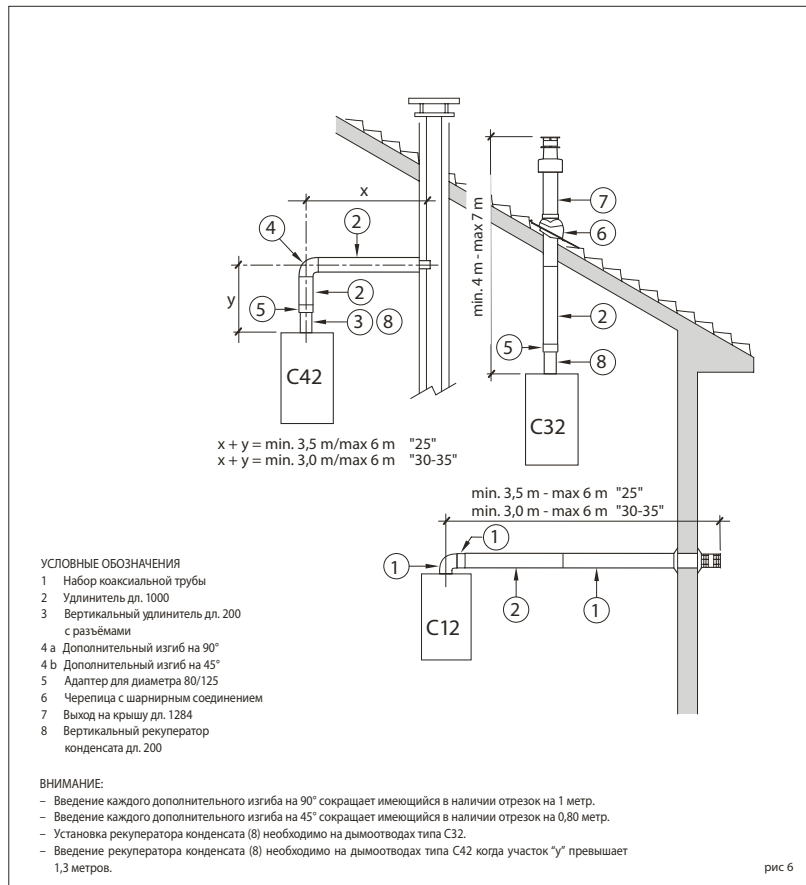 x
4
2
7
6
min. 4 m - max 7 m
y
2
2
5
3
8
5
8
C42
C32
x + y = min. 3,5 m/max 6 m "25"
x + y = min. 3,0 m/max 6 m "30-35"
min. 3,5 m - max 6 m "25"
min. 3,0 m - max 6 m "30-35"
1
1
2
1
C12
УСЛОВНЫЕ ОБОЗНАЧЕНИЯ
1 Набор коаксиальной трубы
2 Удлинитель дл. 1000
3 Вертикальный удлинитель дл. 200
с разъёмами
4 a Дополнительный изгиб на 90°
4 b Дополнительный изгиб на 45°
5 Адаптер для диаметра 80/125
6 Черепица с шарнирным соединением
7 Выход на крышу дл. 1284
8 Вертикальный рекуператор
конденсата дл. 200
ВНИМАНИЕ:
– Введение каждого дополнительного изгиба на 90° сокращает имеющийся в наличии отрезок на 1 метр.
– Введение каждого дополнительного изгиба на 45° сокращает имеющийся в наличии отрезок на 0,80 метр.
– Установка рекуператора конденсата (8) необходимо на дымоотводах типа С32.
– Введение рекуператора конденсата (8) необходимо на дымоотводах типа С42 когда участок “y” превышает
1,3 метров.
рис 6